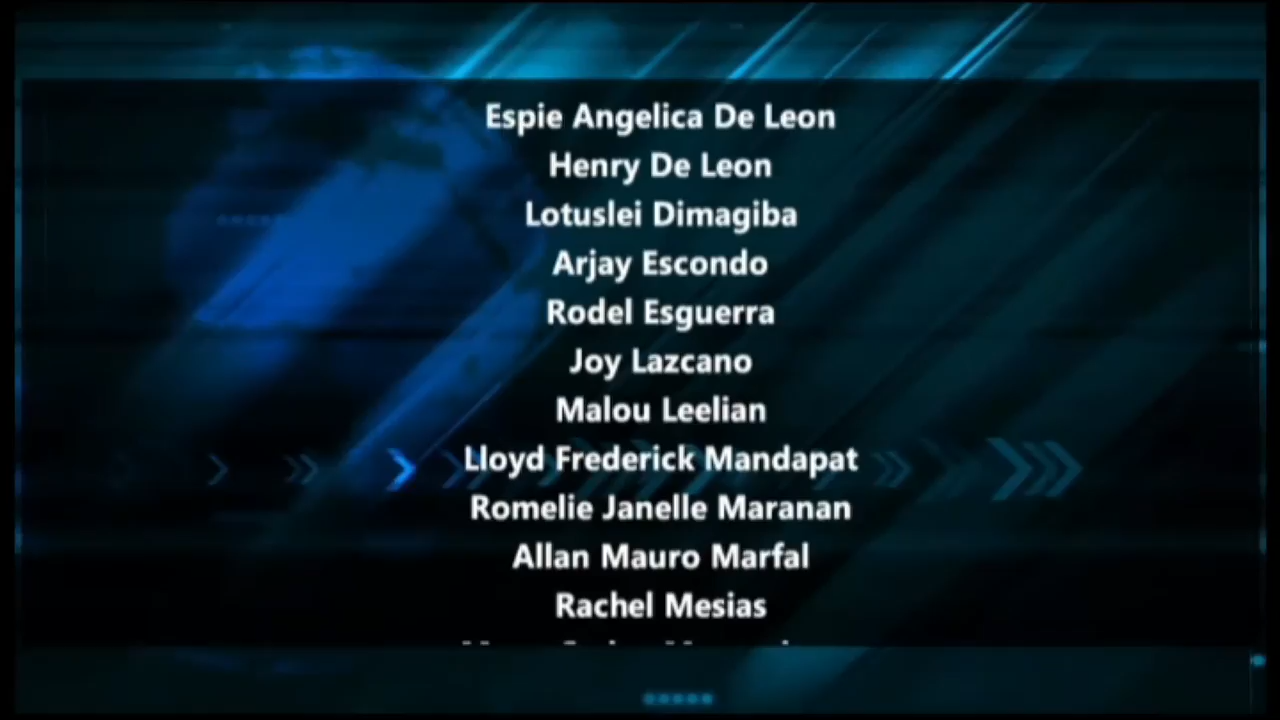 Espie Angelica De Leon
Henry De Leon
Lotuslei Dimagiba
Arjay Escondo
Rodel Esguerra
Joy Lazcano
Malou Leelian
Lloyd Frederick Mandapat
Romelie Janelle Maranan
Allan Mauro Marfal
Rachel Mesias